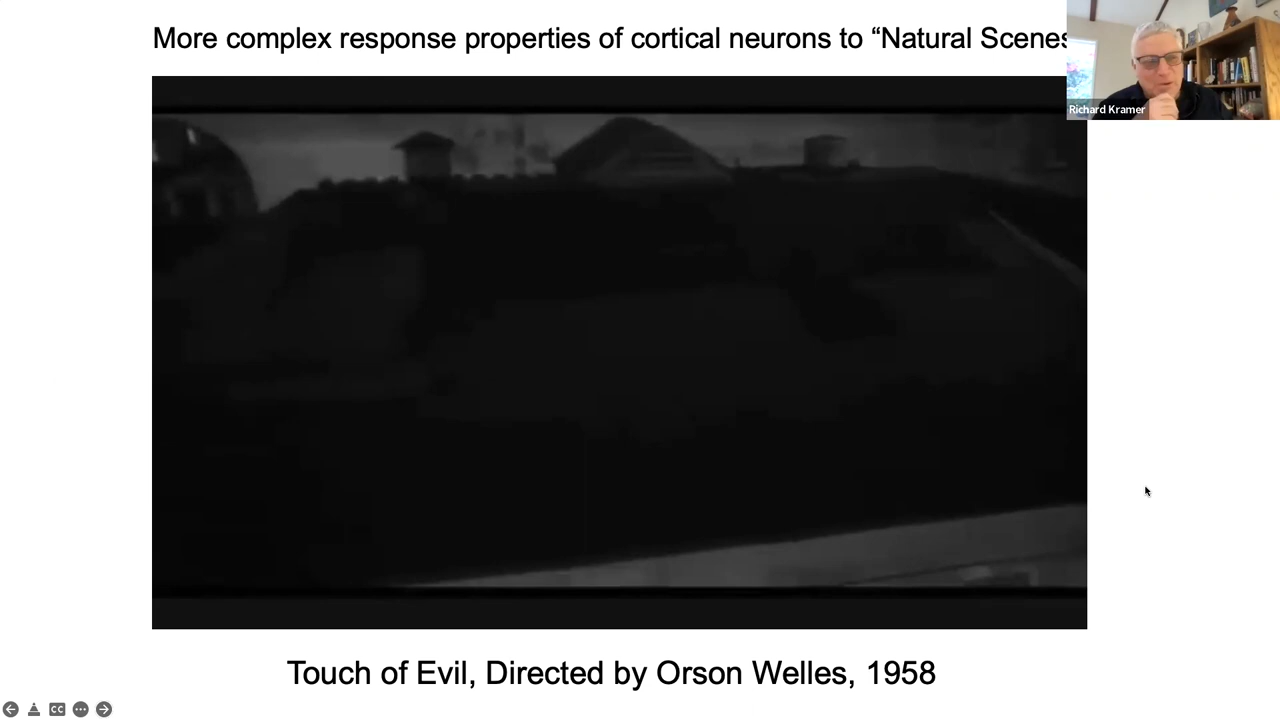 More complex response properties of cortical neurons to “Natural Scenes
Richard Kramer
Touch of Evil, Directed by Orson Welles, 1958
CC